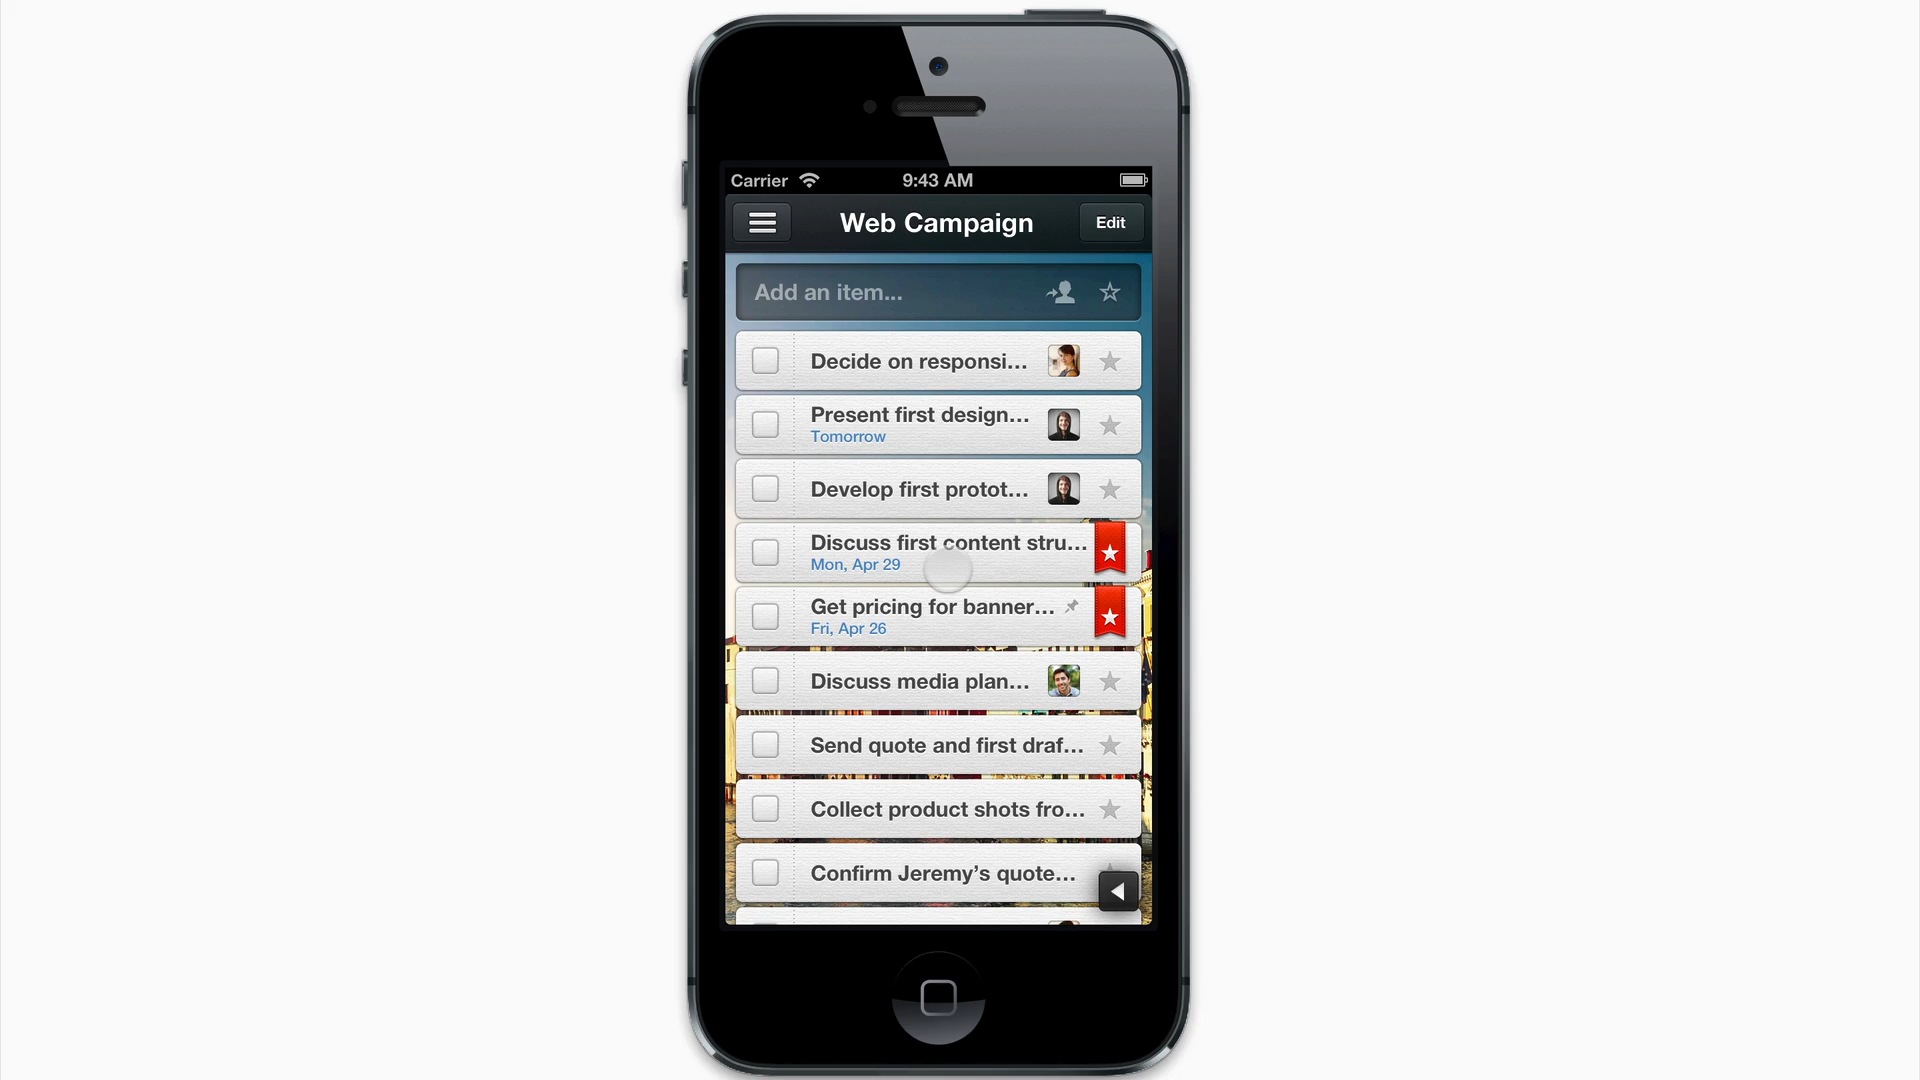 Carrier
9:43 AM
Web Campaign
Edit
Add an item...
Decide on responsi...
Present first design...
Tomorrow
Develop first protot...
Discuss first content stru...
Mon, Apr 29
Get pricing for banner...
Fri, Apr 26
Discuss media plan...
Send quote and first draf...
Collect product shots fro...
Confirm Jeremy’s quote...